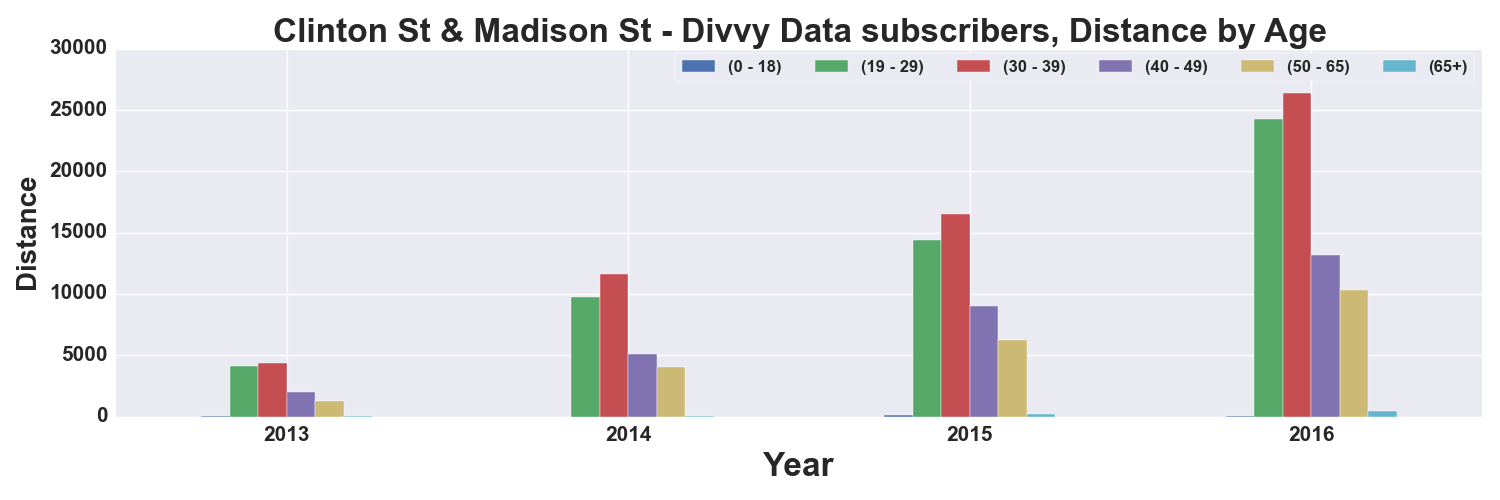 Clinton St & Madison St - Divvy Data subscribers, Distance by Age
(0 - 18) (19 - 29) (30 - 39) (40 - 49) (50 - 65) (65+)
30000
25000
20000
15000
10000
5000
0
Distance
2013 2014 2015 2016
Year